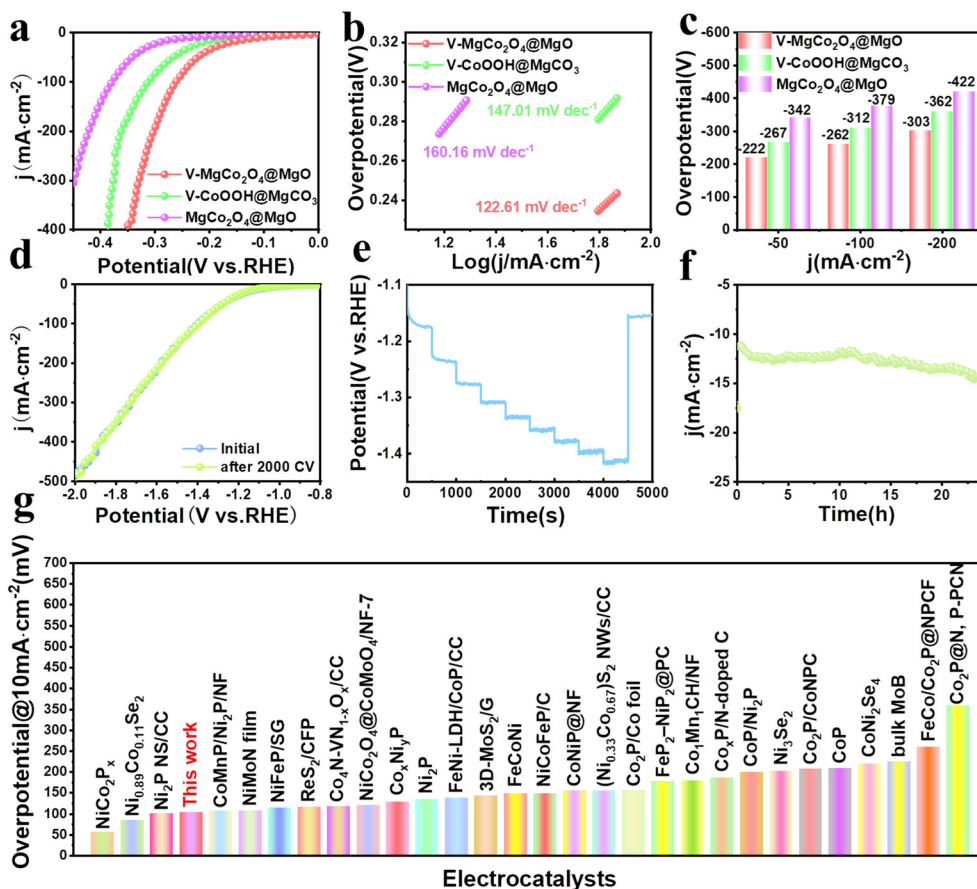 a
0
-100
-200
-300
-400
-0.4
-0.3
-0.2
-0.1
0.0
j (mA·cm⁻²)
Potential(V vs.RHE)
V-MgCo₂O₄@MgO
V-CoOOH@MgCO₃
MgCo₂O₄@MgO
b
0.32
0.30
0.28
0.26
0.24
1.2
1.4
1.6
1.8
2.0
Overpotential(V)
Log(j/mA·cm⁻²)
V-MgCo₂O₄@MgO
V-CoOOH@MgCO₃
MgCo₂O₄@MgO
147.01 mV dec⁻¹
160.16 mV dec⁻¹
122.61 mV dec⁻¹
c
-600
-500
-400
-300
-200
-100
0
Overpotential(V)
V-MgCo₂O₄@MgO
V-CoOOH@MgCO₃
MgCo₂O₄@MgO
-222
-267
-342
-262
-312
-379
-303
-362
-422
-50
-100
-200
j(mA·cm⁻²)
d
0
-100
-200
-300
-400
-500
-2.0
-1.8
-1.6
-1.4
-1.2
-1.0
-0.8
j (mA·cm⁻²)
Potential (V vs.RHE)
Initial
after 2000 CV
e
-1.1
-1.2
-1.3
-1.4
0
1000
2000
3000
4000
5000
Potential(V vs.RHE)
Time(s)
f
-5
-10
-15
-20
0
5
10
15
20
j(mA·cm⁻²)
Time(h)
g
700
650
600
550
500
450
400
350
300
250
200
150
100
50
0
Overpotential@10mA·cm⁻²(mV)
NiCo₂Pₓ
Ni₀.₈₉Co₀.₁₁Se₂
Ni₂P NS/CC
This work
CoMnP/Ni₂P/NF
NiMoN film
NiFeP/SG
ReS₂/CFP
Co₄N-VN₁₋ₓOₓ/CC
NiCo₂O₄@CoMoO₄/NF-7
CoₓNiᵧP
Ni₂P
FeNi-LDH/CoP/CC
3D-MoS₂/G
FeCoNi
NiCoFeP/C
CoNiP@NF
(Ni₀.₃₃Co₀.₆₇)S₂ NWs/CC
Co₂P/Co foil
FeP₂–NiP₂@PC
Co₁Mn₁CH/NF
CoₓP/N-doped C
CoP/Ni₂P
Ni₃Se₂
Co₂P/CoNPC
CoP
CoNi₂Se₄
bulk MoB
FeCo/Co₂P@NPCF
Co₂P@N, P-PCN
Electrocatalysts